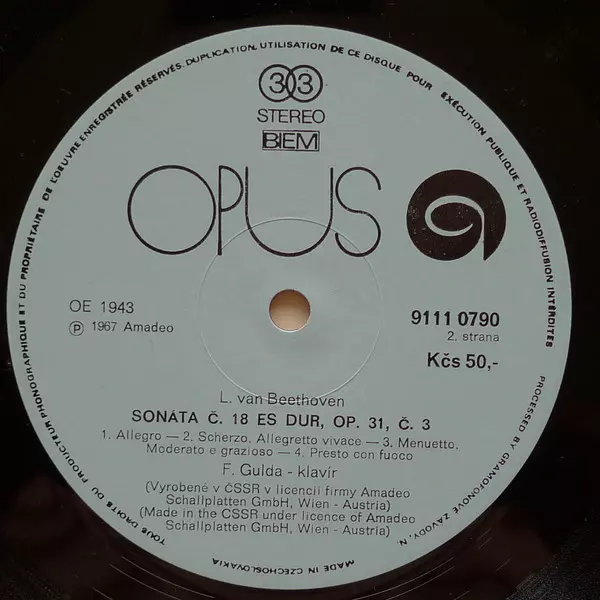 TOUS DROITS DU PRODUCTEUR PHONOGRAPHIQUE ET DU PROPRIÉTAIRE DE L'OEUVRE ENREGISTRÉE RÉSERVÉS. DUPLICATION, UTILISATION DE CE DISQUE POUR EXÉCUTION PUBLIQUE ET RADIODIFFUSION INTERDITES
33
STEREO
BIEM
OPUS
OE 1943
℗ 1967 Amadeo
9111 0790
2. strana
Kčs 50,-
L. van Beethoven
SONÁTA Č. 18 ES DUR, OP. 31, Č. 3
1. Allegro — 2. Scherzo. Allegretto vivace — 3. Menuetto.
Moderato e grazioso — 4. Presto con fuoco
F. Gulda - klavír
(Vyrobené v ČSSR v licencii firmy Amadeo
Schallplatten GmbH, Wien - Austria)
(Made in the CSSR under licence of Amadeo
Schallplatten GmbH, Wien - Austria)
MADE IN CZECHOSLOVAKIA
PROCESSED BY GRAMOFONOVÉ ZÁVODY, N.